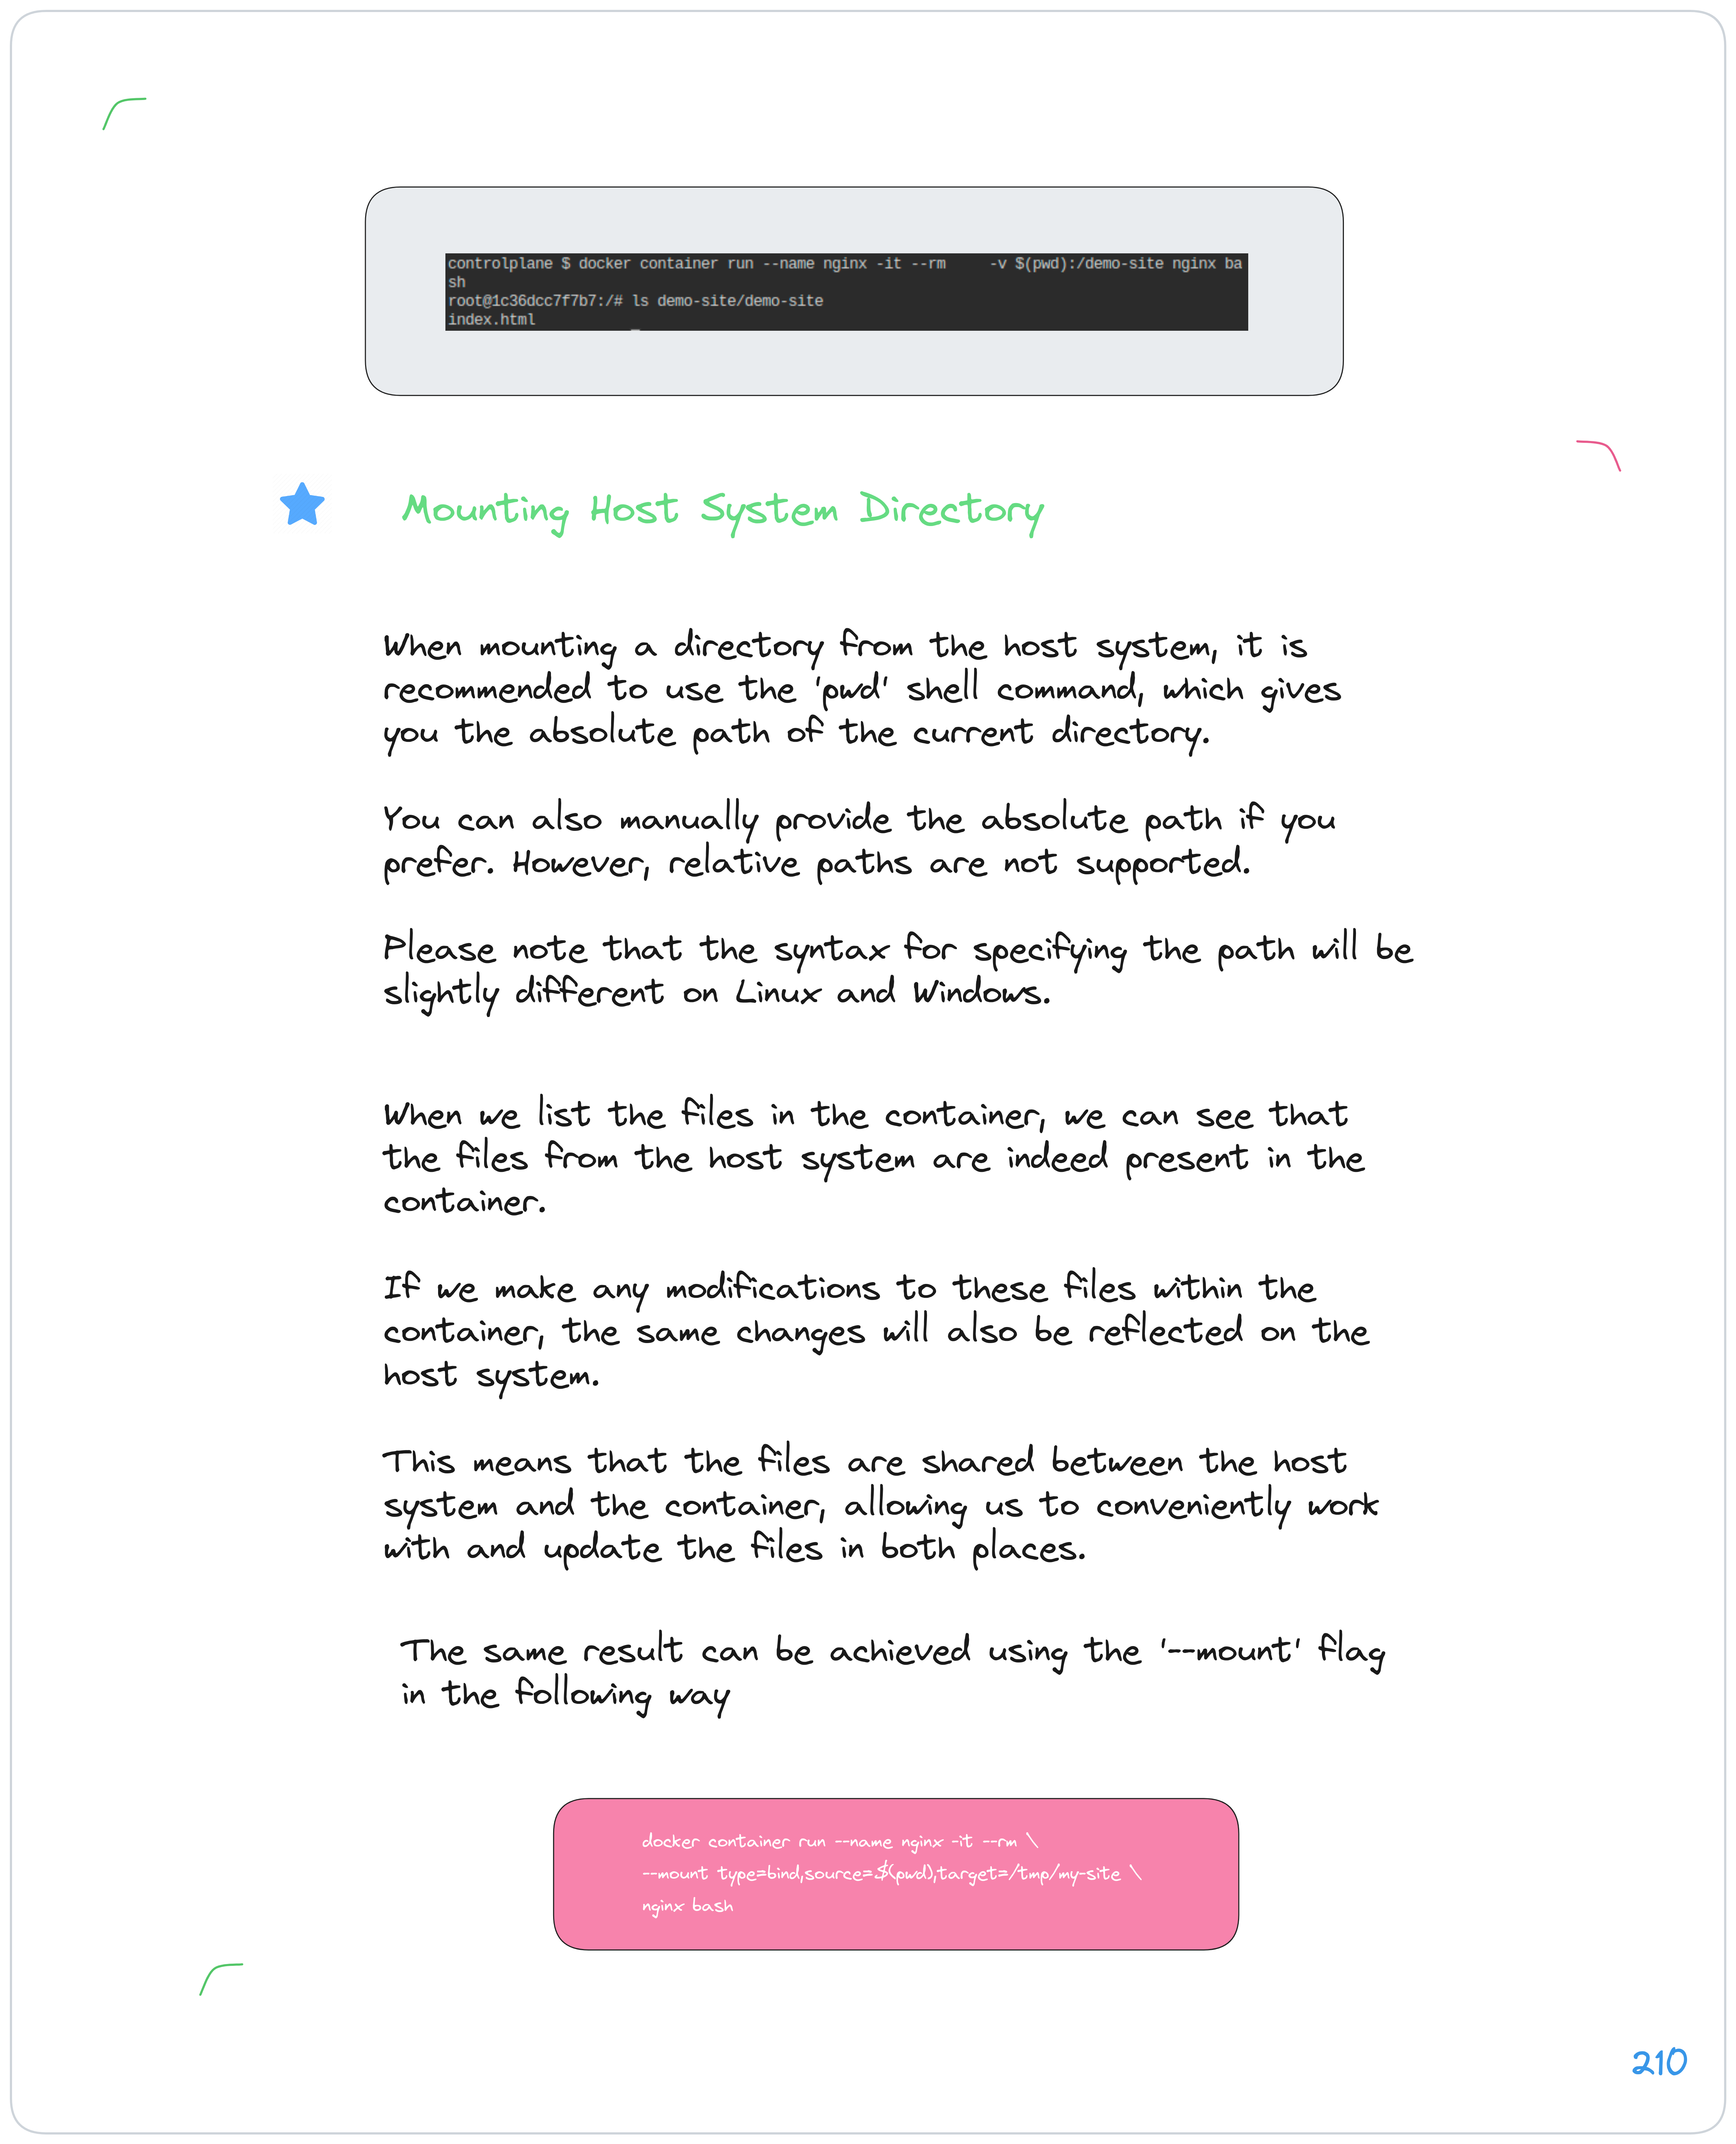 controlplane $ docker container run --name nginx -it --rm     -v $(pwd):/demo-site nginx ba
sh
root@1c36dcc7f7b7:/# ls demo-site/demo-site
index.html
Mounting Host System Directory
When mounting a directory from the host system, it is
recommended to use the 'pwd' shell command, which gives
you the absolute path of the current directory.
You can also manually provide the absolute path if you
prefer. However, relative paths are not supported.
Please note that the syntax for specifying the path will be
slightly different on Linux and Windows.
When we list the files in the container, we can see that
the files from the host system are indeed present in the
container.
If we make any modifications to these files within the
container, the same changes will also be reflected on the
host system.
This means that the files are shared between the host
system and the container, allowing us to conveniently work
with and update the files in both places.
The same result can be achieved using the '--mount' flag
in the following way
docker container run --name nginx -it --rm \
--mount type=bind,source=$(pwd),target=/tmp/my-site \
nginx bash
210